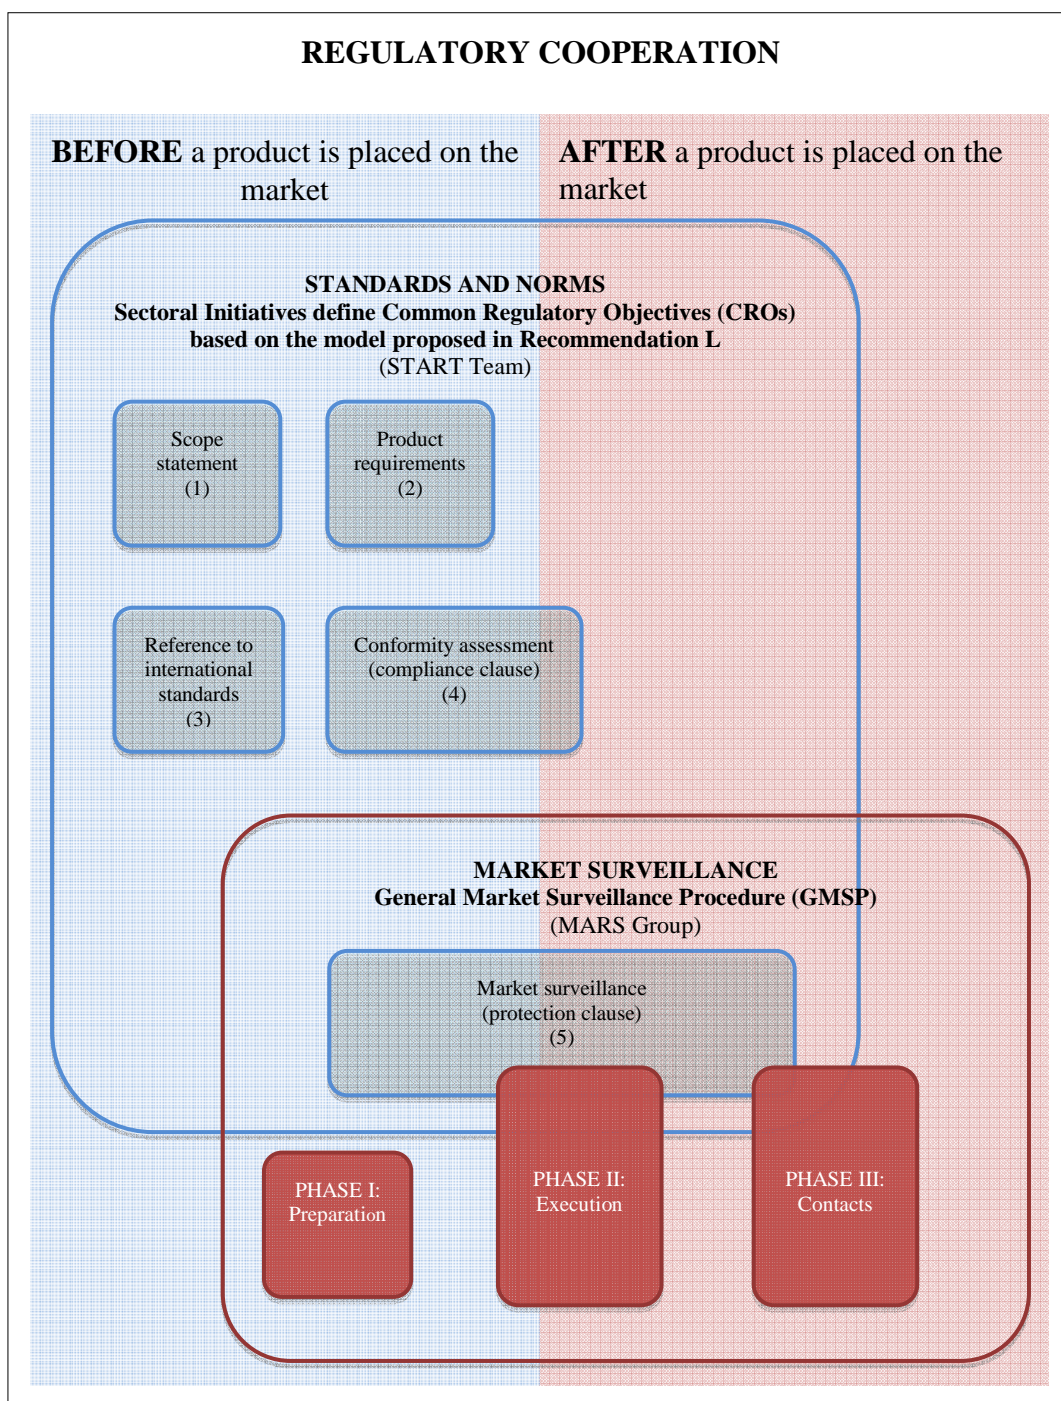 REGULATORY COOPERATION
BEFORE a product is placed on the
market
AFTER a product is placed on the
market
STANDARDS AND NORMS
Sectoral Initiatives define Common Regulatory Objectives (CROs)
based on the model proposed in Recommendation L
(START Team)
Scope
statement
(1)
Product
requirements
(2)
Reference to
international
standards
(3)
Conformity assessment
(compliance clause)
(4)
MARKET SURVEILLANCE
General Market Surveillance Procedure (GMSP)
(MARS Group)
Market surveillance
(protection clause)
(5)
PHASE I:
Preparation
PHASE II:
Execution
PHASE III:
Contacts